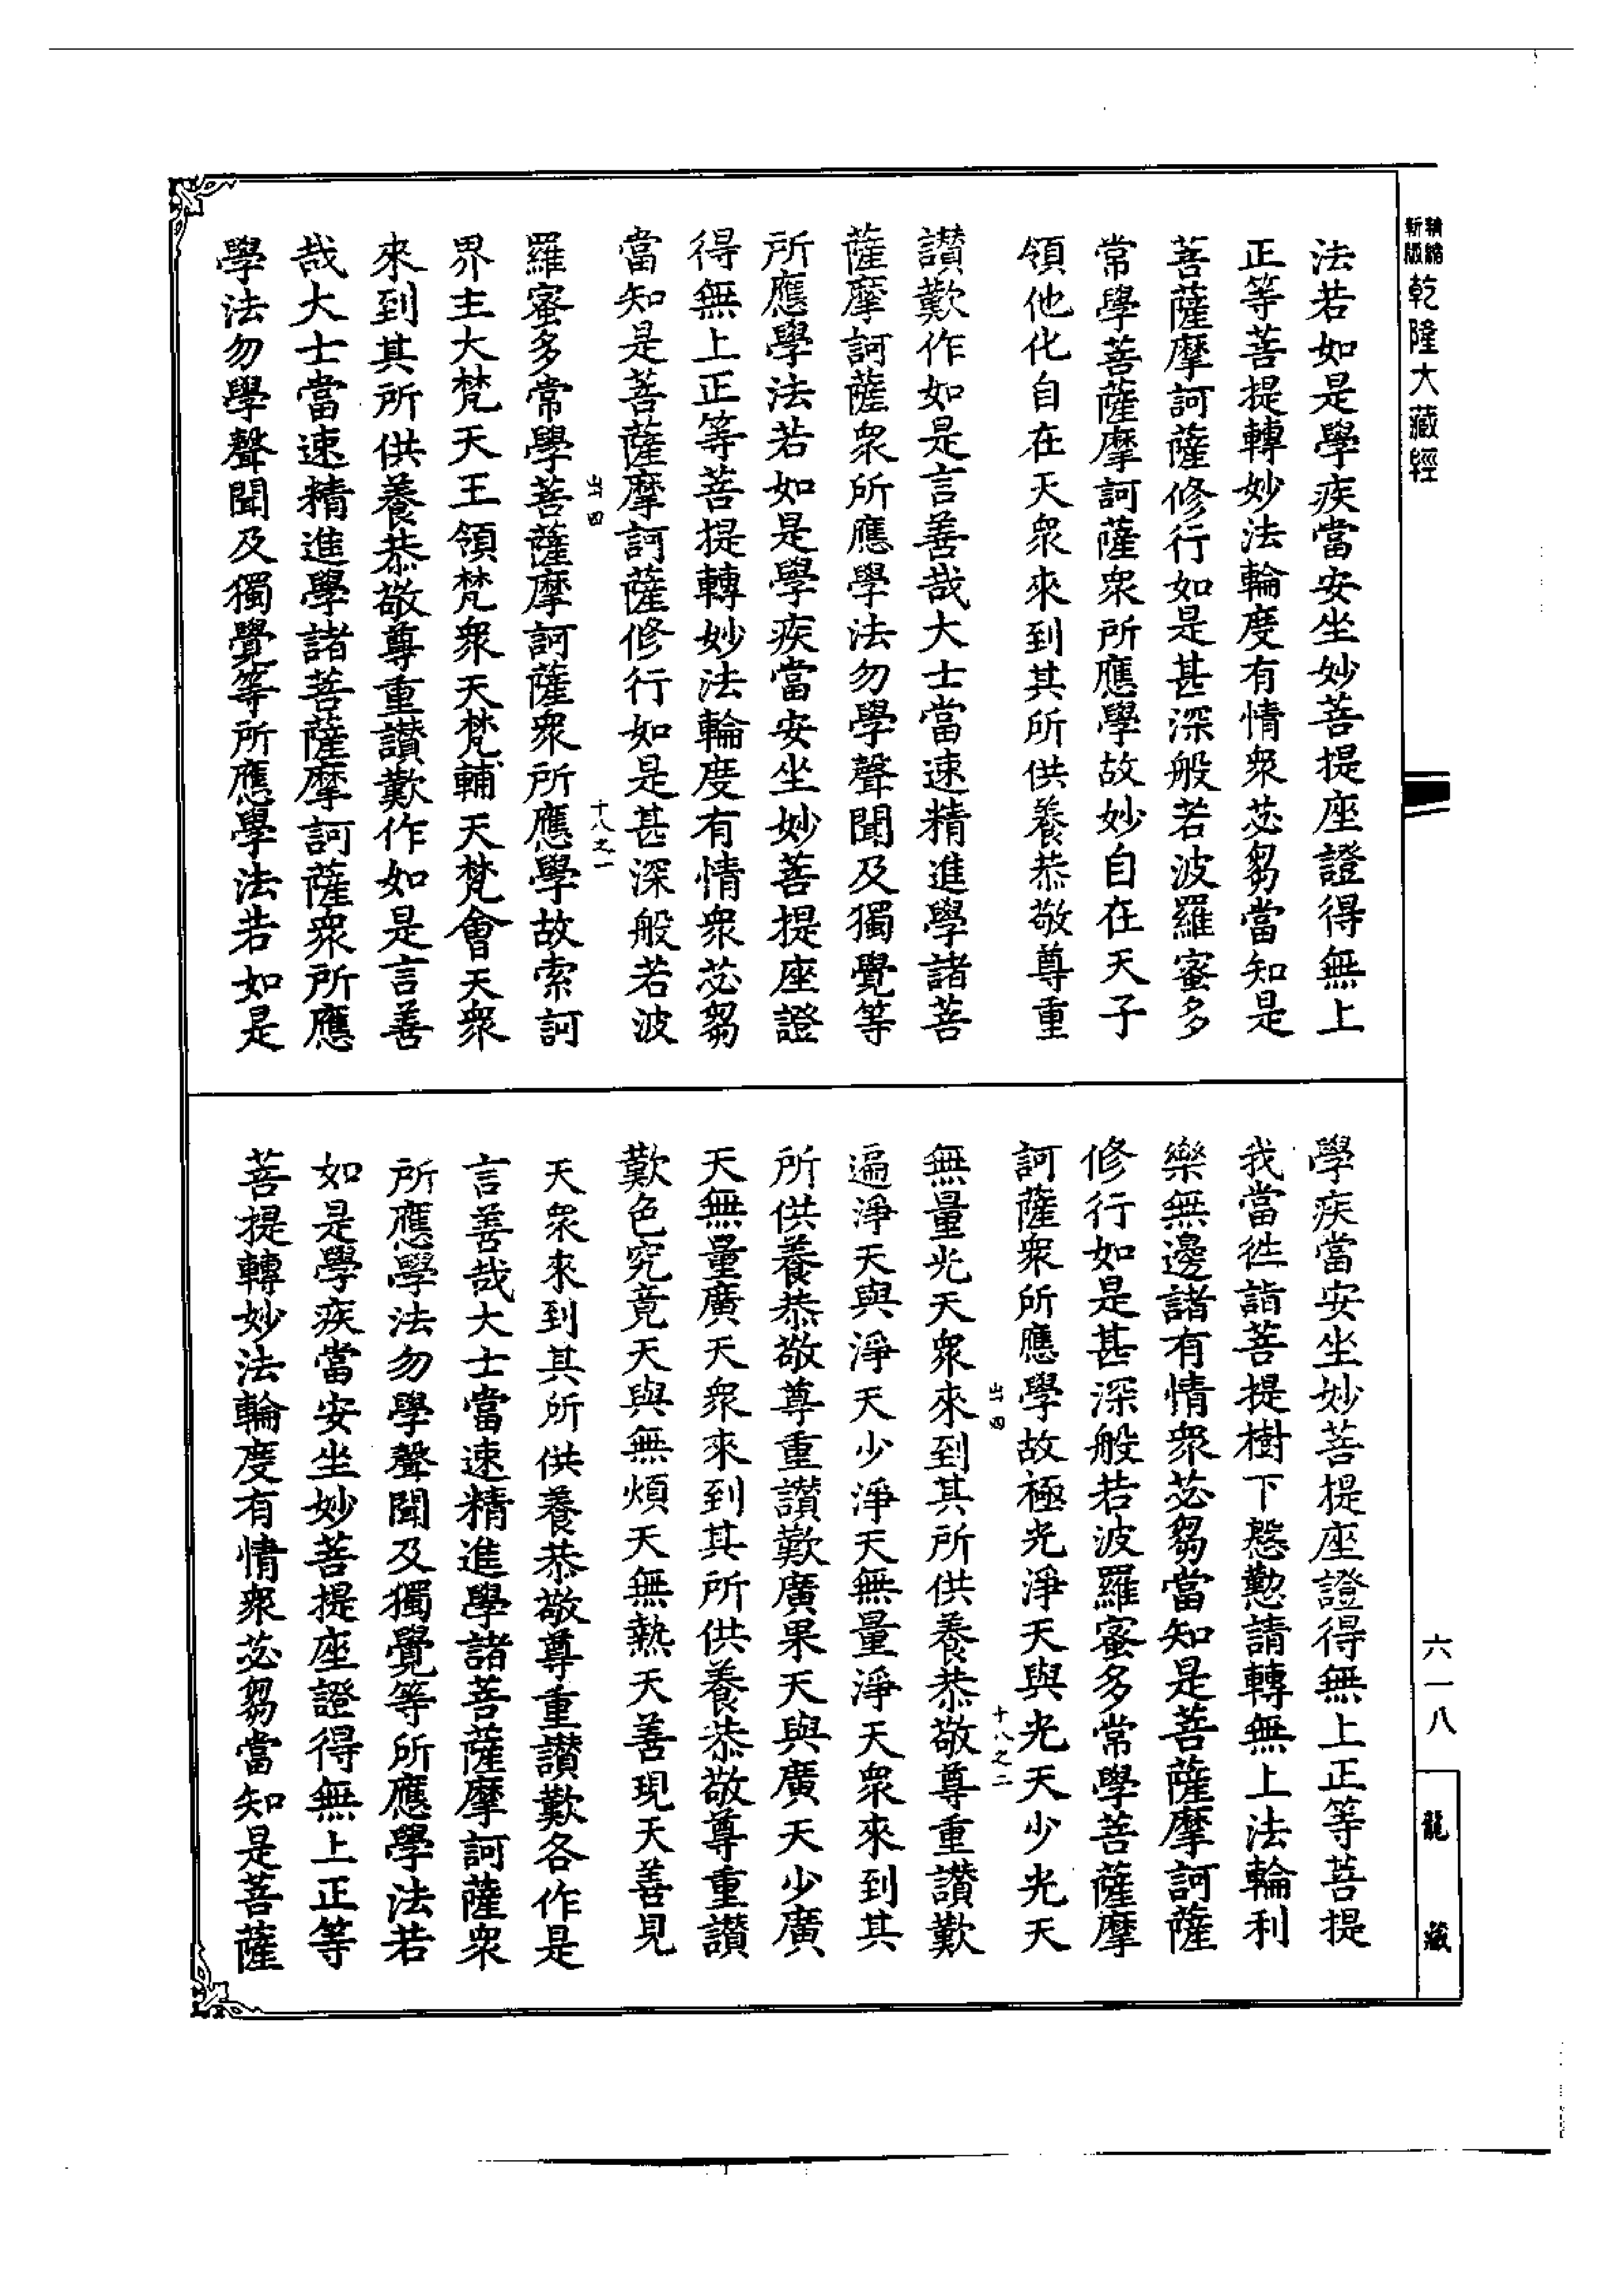 精縮
新版
乾隆大藏經
法若如是學疾當安坐妙菩提座證得無上
正等菩提轉妙法輪度有情衆苾芻當知是
菩薩摩訶薩修行如是甚深般若波羅蜜多
常學菩薩摩訶薩衆所應學故妙自在天子
領他化自在天衆來到其所供養恭敬尊重
讚歎作如是言善哉大士當速精進學諸菩
薩摩訶薩衆所應學法勿學聲聞及獨覺等
所應學法若如是學疾當安坐妙菩提座證
得無上正等菩提轉妙法輪度有情衆苾芻
當知是菩薩摩訶薩修行如是甚深般若波
出四
十八之一
羅蜜多常學菩薩摩訶薩衆所應學故索訶
界主大梵天王領梵衆天梵輔天梵會天衆
來到其所供養恭敬尊重讚歎作如是言善
哉大士當速精進學諸菩薩摩訶薩衆所應
學法勿學聲聞及獨覺等所應學法若如是
學疾當安坐妙菩提座證得無上正等菩提
我當徃詣菩提樹下慇懃請轉無上法輪利
樂無邊諸有情衆苾芻當知是菩薩摩訶薩
修行如是甚深般若波羅蜜多常學菩薩摩
訶薩衆所應學故極光淨天與光天少光天
出四
十八之二
無量光天衆來到其所供養恭敬尊重讚歎
遍淨天與淨天少淨天無量淨天衆來到其
所供養恭敬尊重讚歎廣果天與廣天少廣
天無量廣天衆來到其所供養恭敬尊重讚
歎色究竟天與無煩天無熱天善現天善見
天衆來到其所供養恭敬尊重讚歎各作是
言善哉大士當速精進學諸菩薩摩訶薩衆
所應學法勿學聲聞及獨覺等所應學法若
如是學疾當安坐妙菩提座證得無上正等
菩提轉妙法輪度有情衆苾芻當知是菩薩
六一八
龍藏